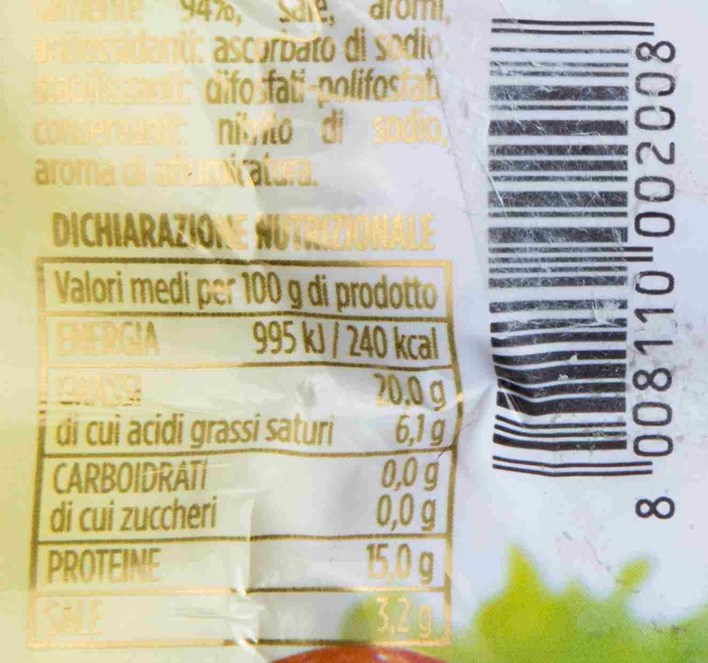 94%, sale, aromi,
antiossidanti: ascorbato di sodio,
stabilizzanti: difosfati-polifosfati,
conservanti: nitrito di sodio,
aroma di affumicatura.
DICHIARAZIONE NUTRIZIONALE
Valori medi per 100 g di prodotto
ENERGIA 995 kJ / 240 kcal
GRASSI 20,0 g
di cui acidi grassi saturi 6,1 g
CARBOIDRATI 0,0 g
di cui zuccheri 0,0 g
PROTEINE 15,0 g
SALE 3,2 g
8 008110 002008